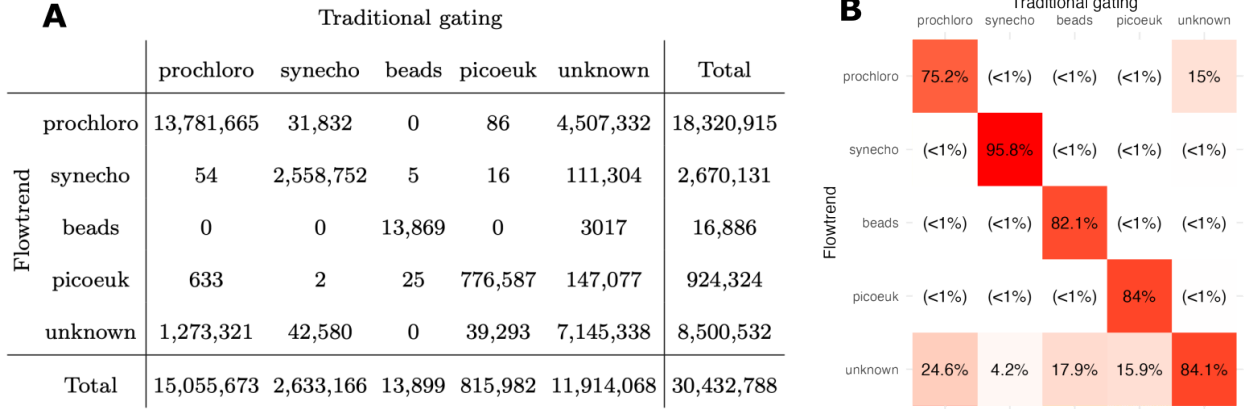 A
Traditional gating
prochloro synecho beads picoeuk unknown Total
prochloro 13,781,665 31,832 0 86 4,507,332 18,320,915
synecho 54 2,558,752 5 16 111,304 2,670,131
beads 0 0 13,869 0 3017 16,886
picoeuk 633 2 25 776,587 147,077 924,324
unknown 1,273,321 42,580 0 39,293 7,145,338 8,500,532
Total 15,055,673 2,633,166 13,899 815,982 11,914,068 30,432,788
Flowtrend
B
Traditional gating
prochloro synecho beads picoeuk unknown
prochloro 75.2% (<1%) (<1%) (<1%) 15%
synecho (<1%) 95.8% (<1%) (<1%) (<1%)
beads (<1%) (<1%) 82.1% (<1%) (<1%)
picoeuk (<1%) (<1%) (<1%) 84% (<1%)
unknown 24.6% 4.2% 17.9% 15.9% 84.1%
Flowtrend